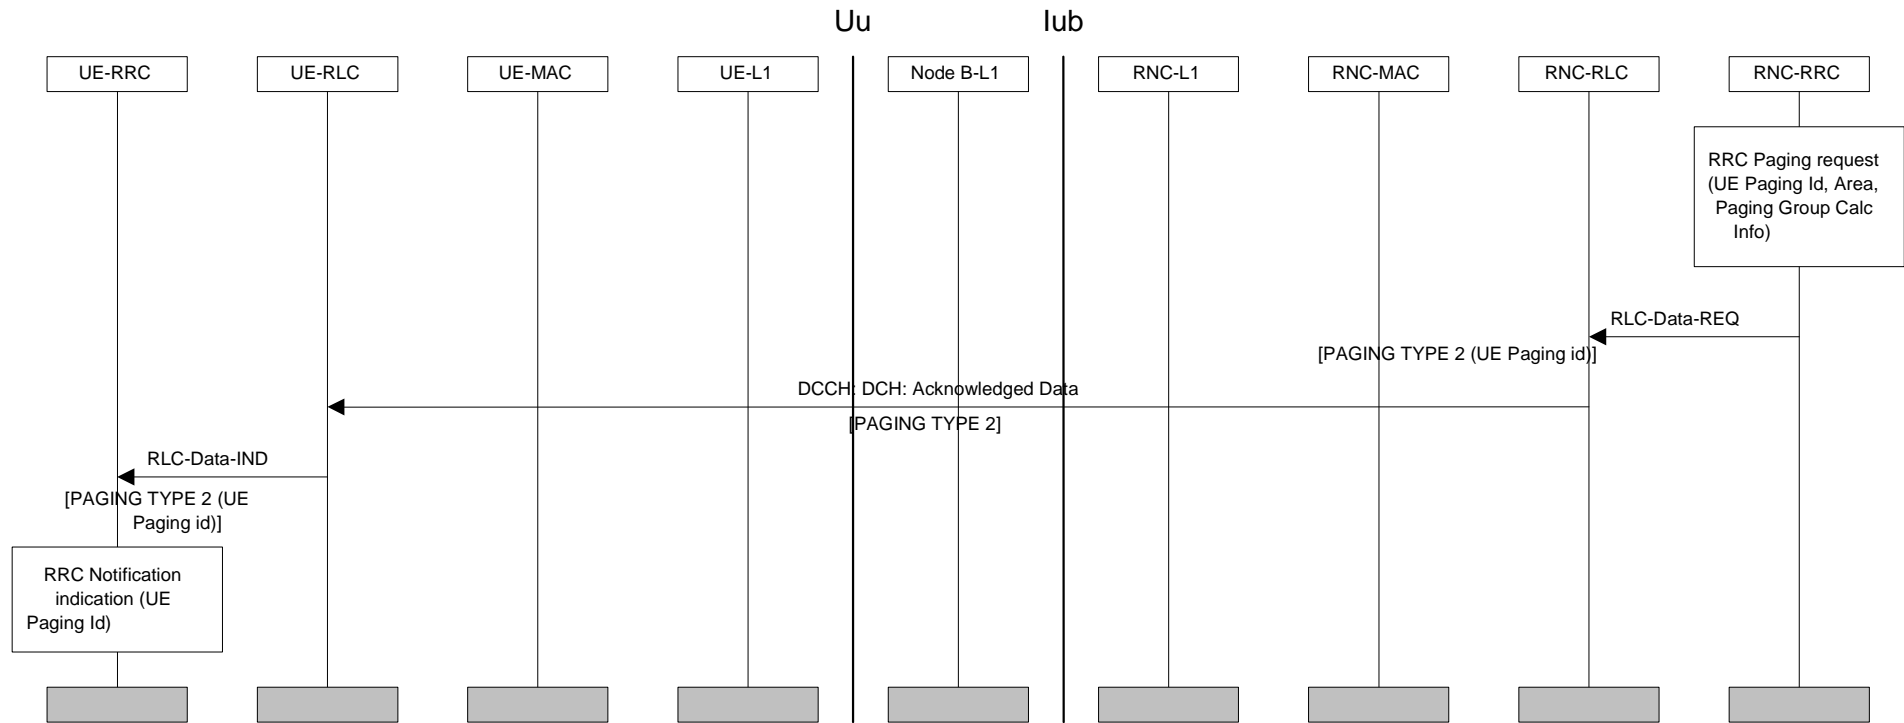 Uu
Iub
UE-RRC
UE-RLC
UE-MAC
UE-L1
Node B-L1
RNC-L1
RNC-MAC
RNC-RLC
RNC-RRC
RRC Paging request
(UE Paging Id, Area,
Paging Group Calc
Info)
RLC-Data-REQ
[PAGING TYPE 2 (UE Paging id)]
DCCH: DCH: Acknowledged Data
[PAGING TYPE 2]
RLC-Data-IND
[PAGING TYPE 2 (UE
Paging id)]
RRC Notification
indication (UE
Paging Id)